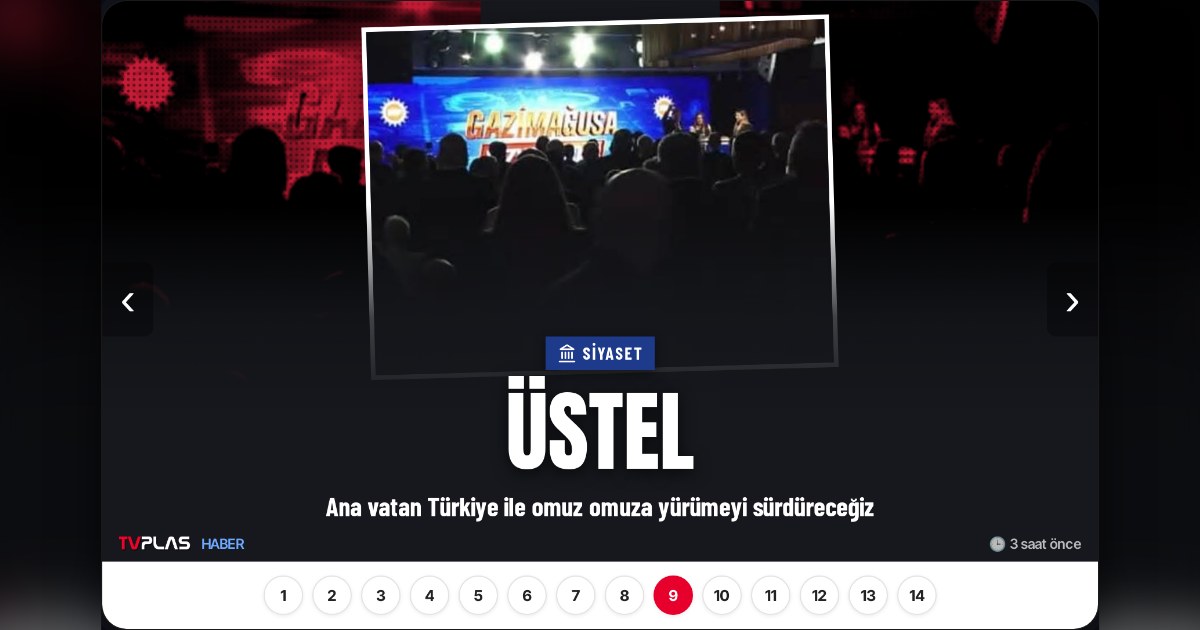 GAZİMAĞUSA
SİYASET
ÜSTEL
Ana vatan Türkiye ile omuz omuza yürümeyi sürdüreceğiz
TVPLAS HABER
3 saat önce
1 2 3 4 5 6 7 8 9 10 11 12 13 14